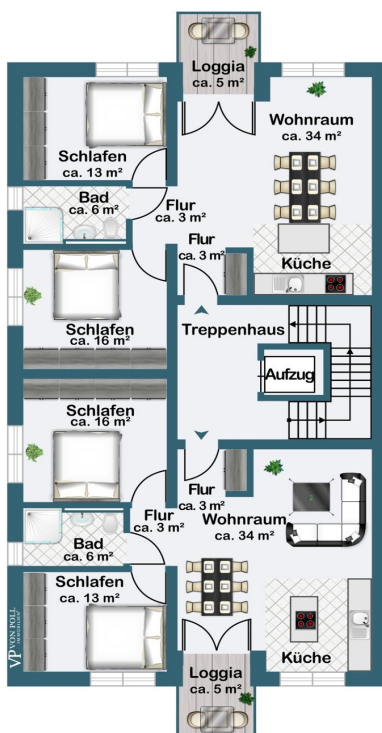 Loggia
ca. 5 m²
Wohnraum
ca. 34 m²
Schlafen
ca. 13 m²
Bad
ca. 6 m²
Flur
ca. 3 m²
Flur
ca. 3 m²
Küche
Schlafen
ca. 16 m²
Treppenhaus
Aufzug
Schlafen
ca. 16 m²
Flur
ca. 3 m²
Flur
ca. 3 m²
Wohnraum
ca. 34 m²
Bad
ca. 6 m²
Schlafen
ca. 13 m²
Küche
Loggia
ca. 5 m²
VP VON POLL
IMMOBILIEN